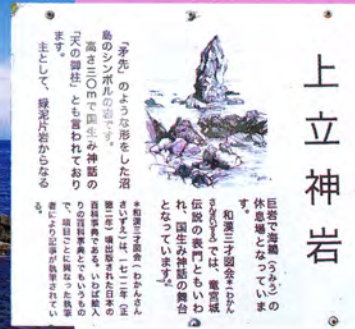 上立神岩
「矛先」のような形をした沼
島のシンボルの岩です。
高さ三〇mで国生み神話の
「天の御柱」とも言われており
ます。
主として、緑泥片岩からなる
巨岩で海鵜（うみう）の
休息場となっていま
す。
和漢三才図会*（わかん
さんさいずえ）では、竜宮城
伝説の表門ともいわ
れ、国生み神話の舞台
となっています。
*和漢三才図会（わかんさん
さいずえ）は、一七一二年（正
徳二年）頃出版された日本の
百科事典である。いわば絵入
りの百科事典とでもいうもの
で、項目ごとに異なった執筆
者により記事が執筆されてい
る。